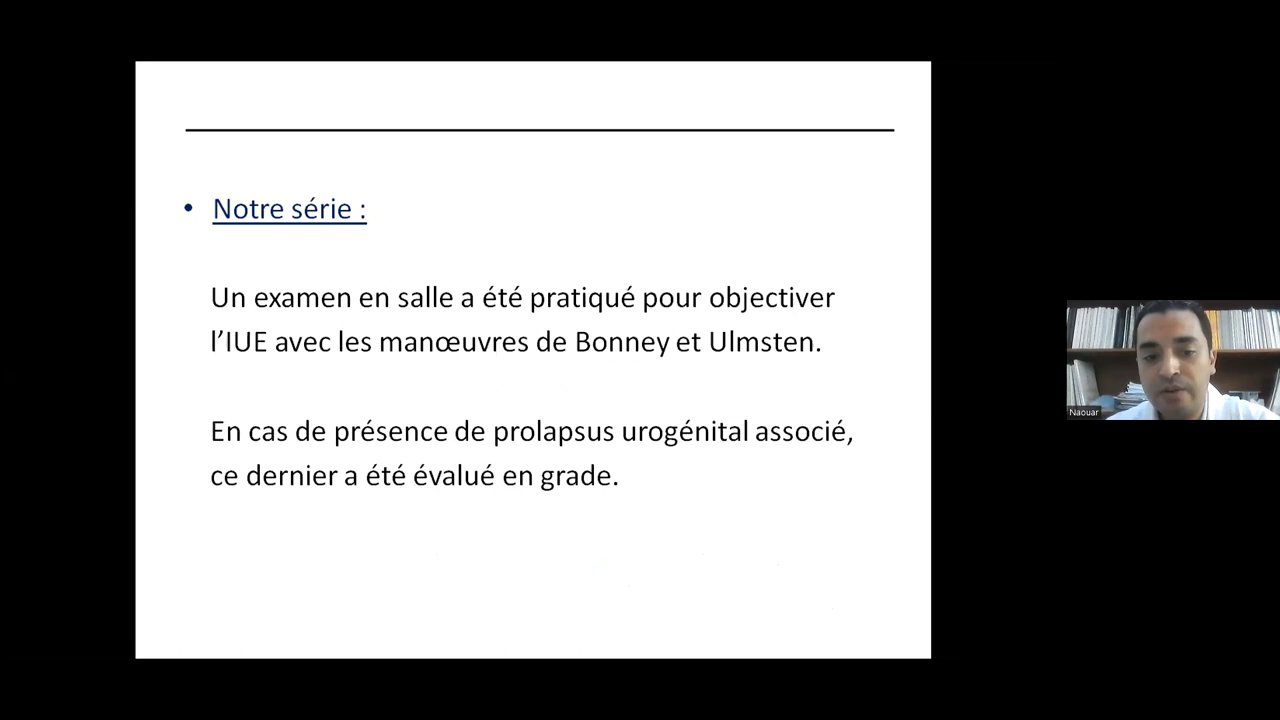 • Notre série :
Un examen en salle a été pratiqué pour objectiver
l’IUE avec les manœuvres de Bonney et Ulmsten.
En cas de présence de prolapsus urogénital associé,
ce dernier a été évalué en grade.
Naouar